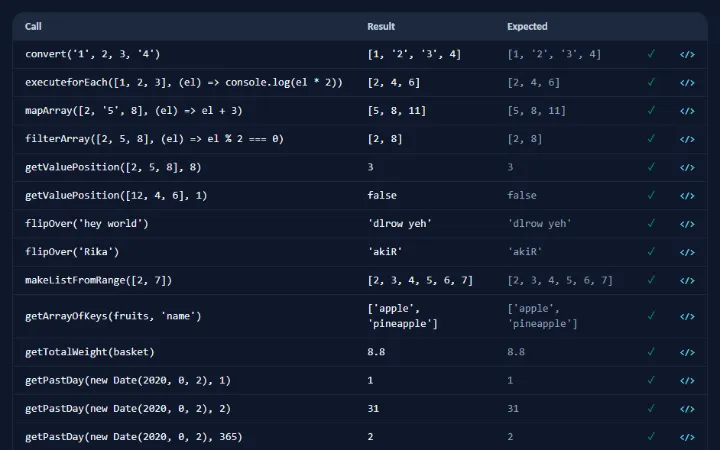 Call Result Expected
convert('1', 2, 3, '4') [1, '2', '3', 4] [1, '2', '3', 4] ✓ </>
executeforEach([1, 2, 3], (el) => console.log(el * 2)) [2, 4, 6] [2, 4, 6] ✓ </>
mapArray([2, '5', 8], (el) => el + 3) [5, 8, 11] [5, 8, 11] ✓ </>
filterArray([2, 5, 8], (el) => el % 2 === 0) [2, 8] [2, 8] ✓ </>
getValuePosition([2, 5, 8], 8) 3 3 ✓ </>
getValuePosition([12, 4, 6], 1) false false ✓ </>
flipOver('hey world') 'dlrow yeh' 'dlrow yeh' ✓ </>
flipOver('Rika') 'akiR' 'akiR' ✓ </>
makeListFromRange([2, 7]) [2, 3, 4, 5, 6, 7] [2, 3, 4, 5, 6, 7] ✓ </>
getArrayOfKeys(fruits, 'name') ['apple', ['apple', ✓ </>
'pineapple'] 'pineapple']
getTotalWeight(basket) 8.8 8.8 ✓ </>
getPastDay(new Date(2020, 0, 2), 1) 1 1 ✓ </>
getPastDay(new Date(2020, 0, 2), 2) 31 31 ✓ </>
getPastDay(new Date(2020, 0, 2), 365) 2 2 ✓ </>